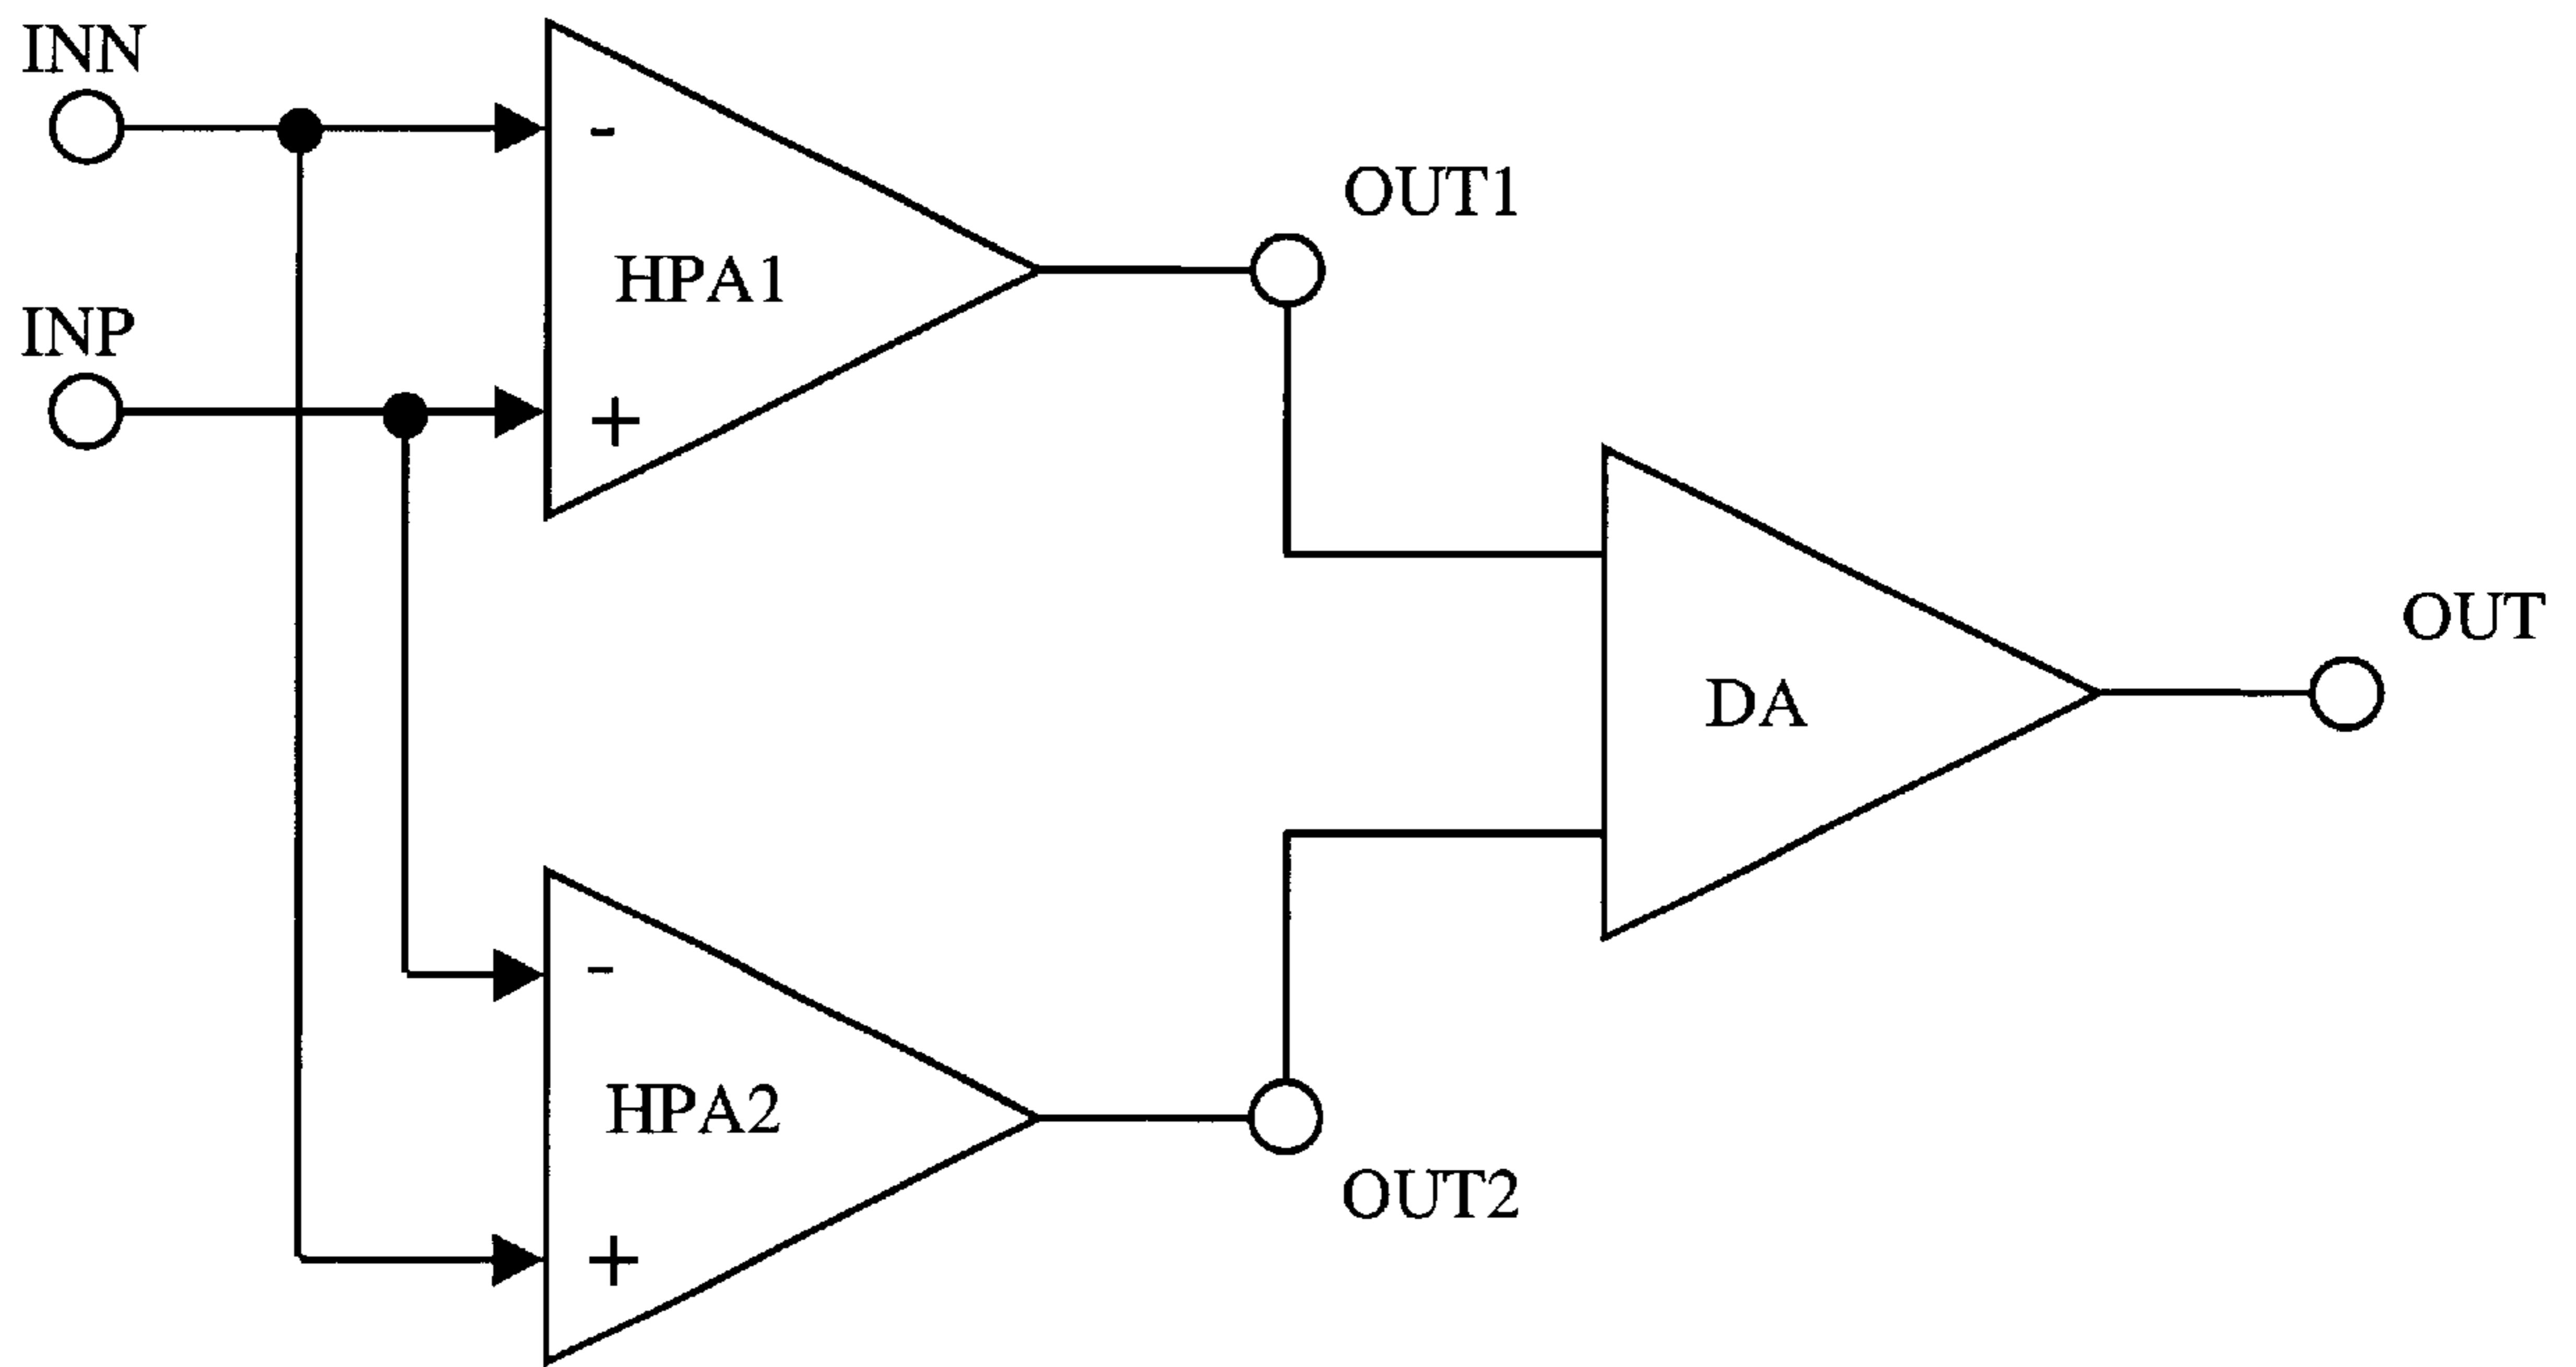 INN
-
OUT1
HPA1
INP
+
OUT
DA
-
HPA2
OUT2
+